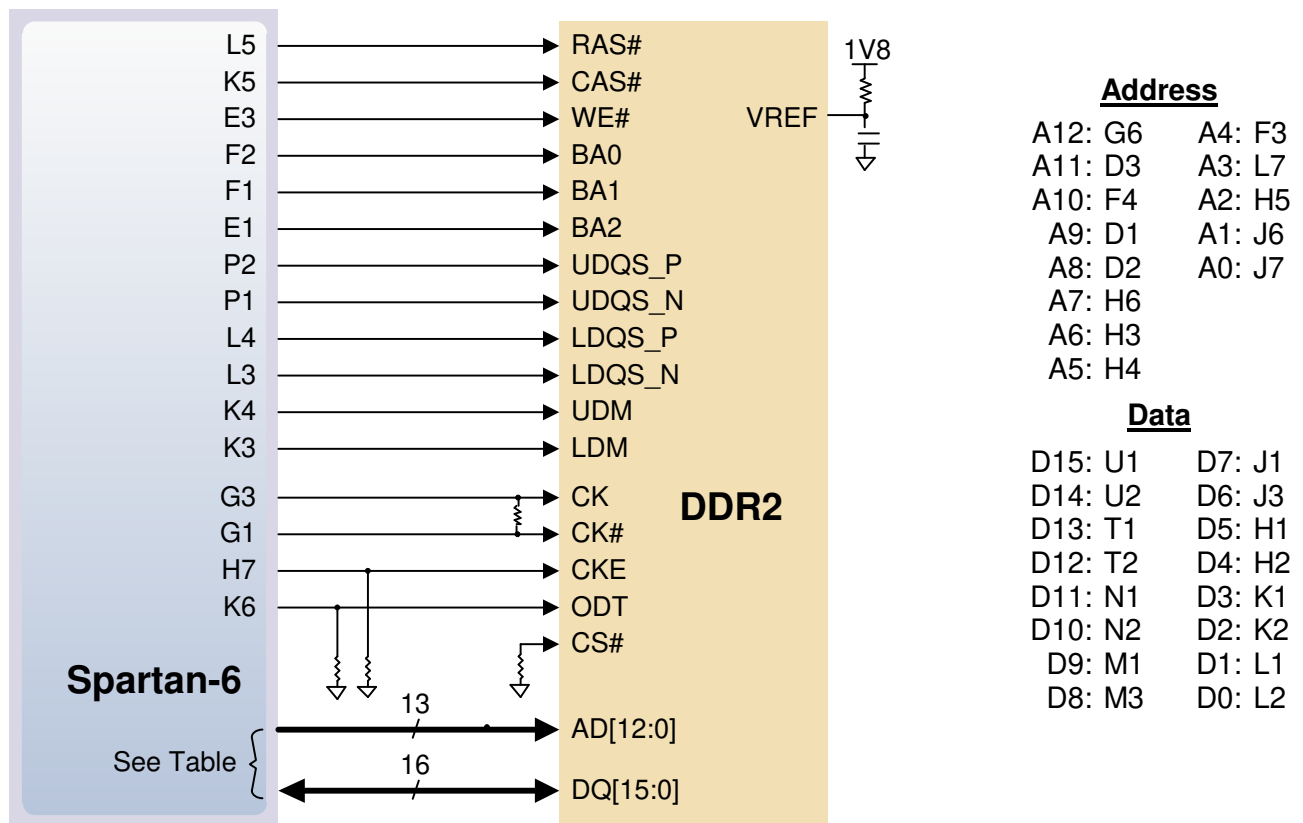 L5 RAS#
K5 CAS#
E3 WE#
F2 BA0
F1 BA1
E1 BA2
P2 UDQS_P
P1 UDQS_N
L4 LDQS_P
L3 LDQS_N
K4 UDM
K3 LDM
G3 CK
G1 CK#
H7 CKE
K6 ODT
CS#
1V8
VREF
DDR2
Spartan-6
See Table
13
AD[12:0]
16
DQ[15:0]
Address
A12: G6 A4: F3
A11: D3 A3: L7
A10: F4 A2: H5
A9: D1 A1: J6
A8: D2 A0: J7
A7: H6
A6: H3
A5: H4
Data
D15: U1 D7: J1
D14: U2 D6: J3
D13: T1 D5: H1
D12: T2 D4: H2
D11: N1 D3: K1
D10: N2 D2: K2
D9: M1 D1: L1
D8: M3 D0: L2